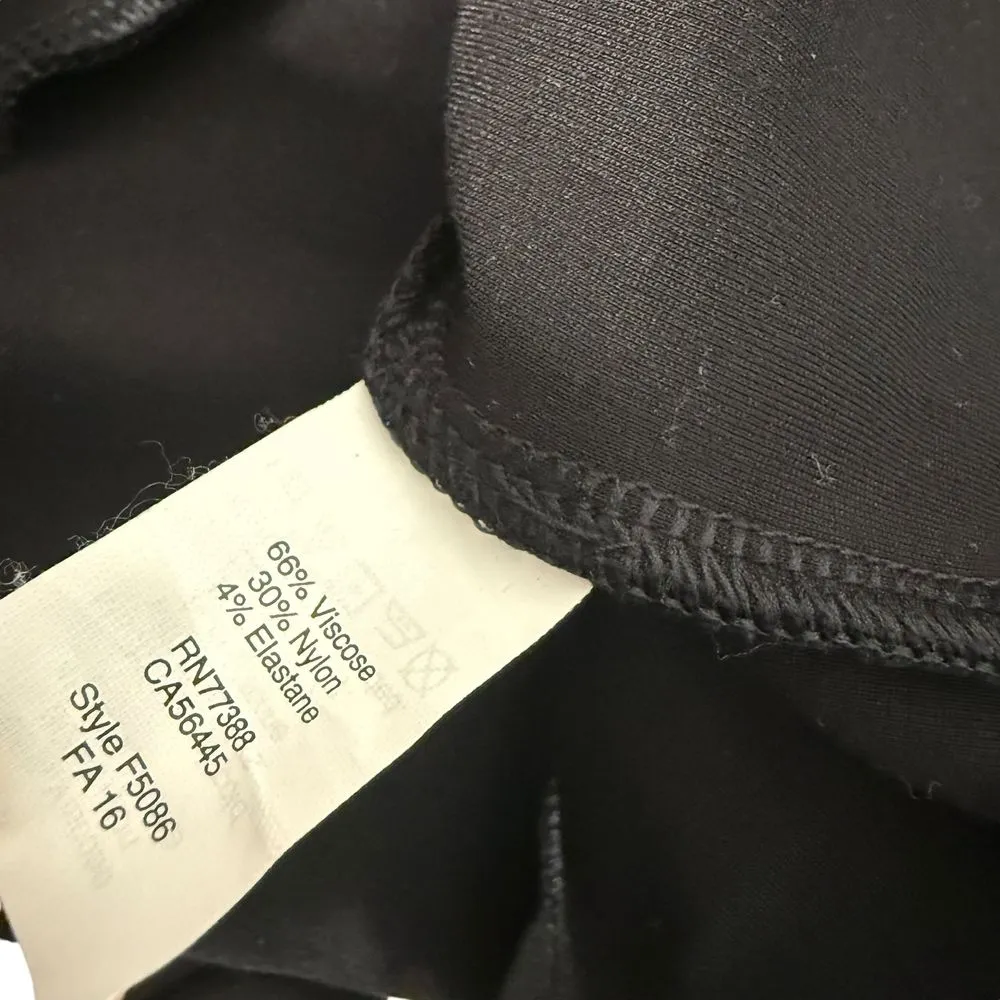 66% Viscose
30% Nylon
4% Elastane
RN77388
CA56445
Style F5086
FA 16